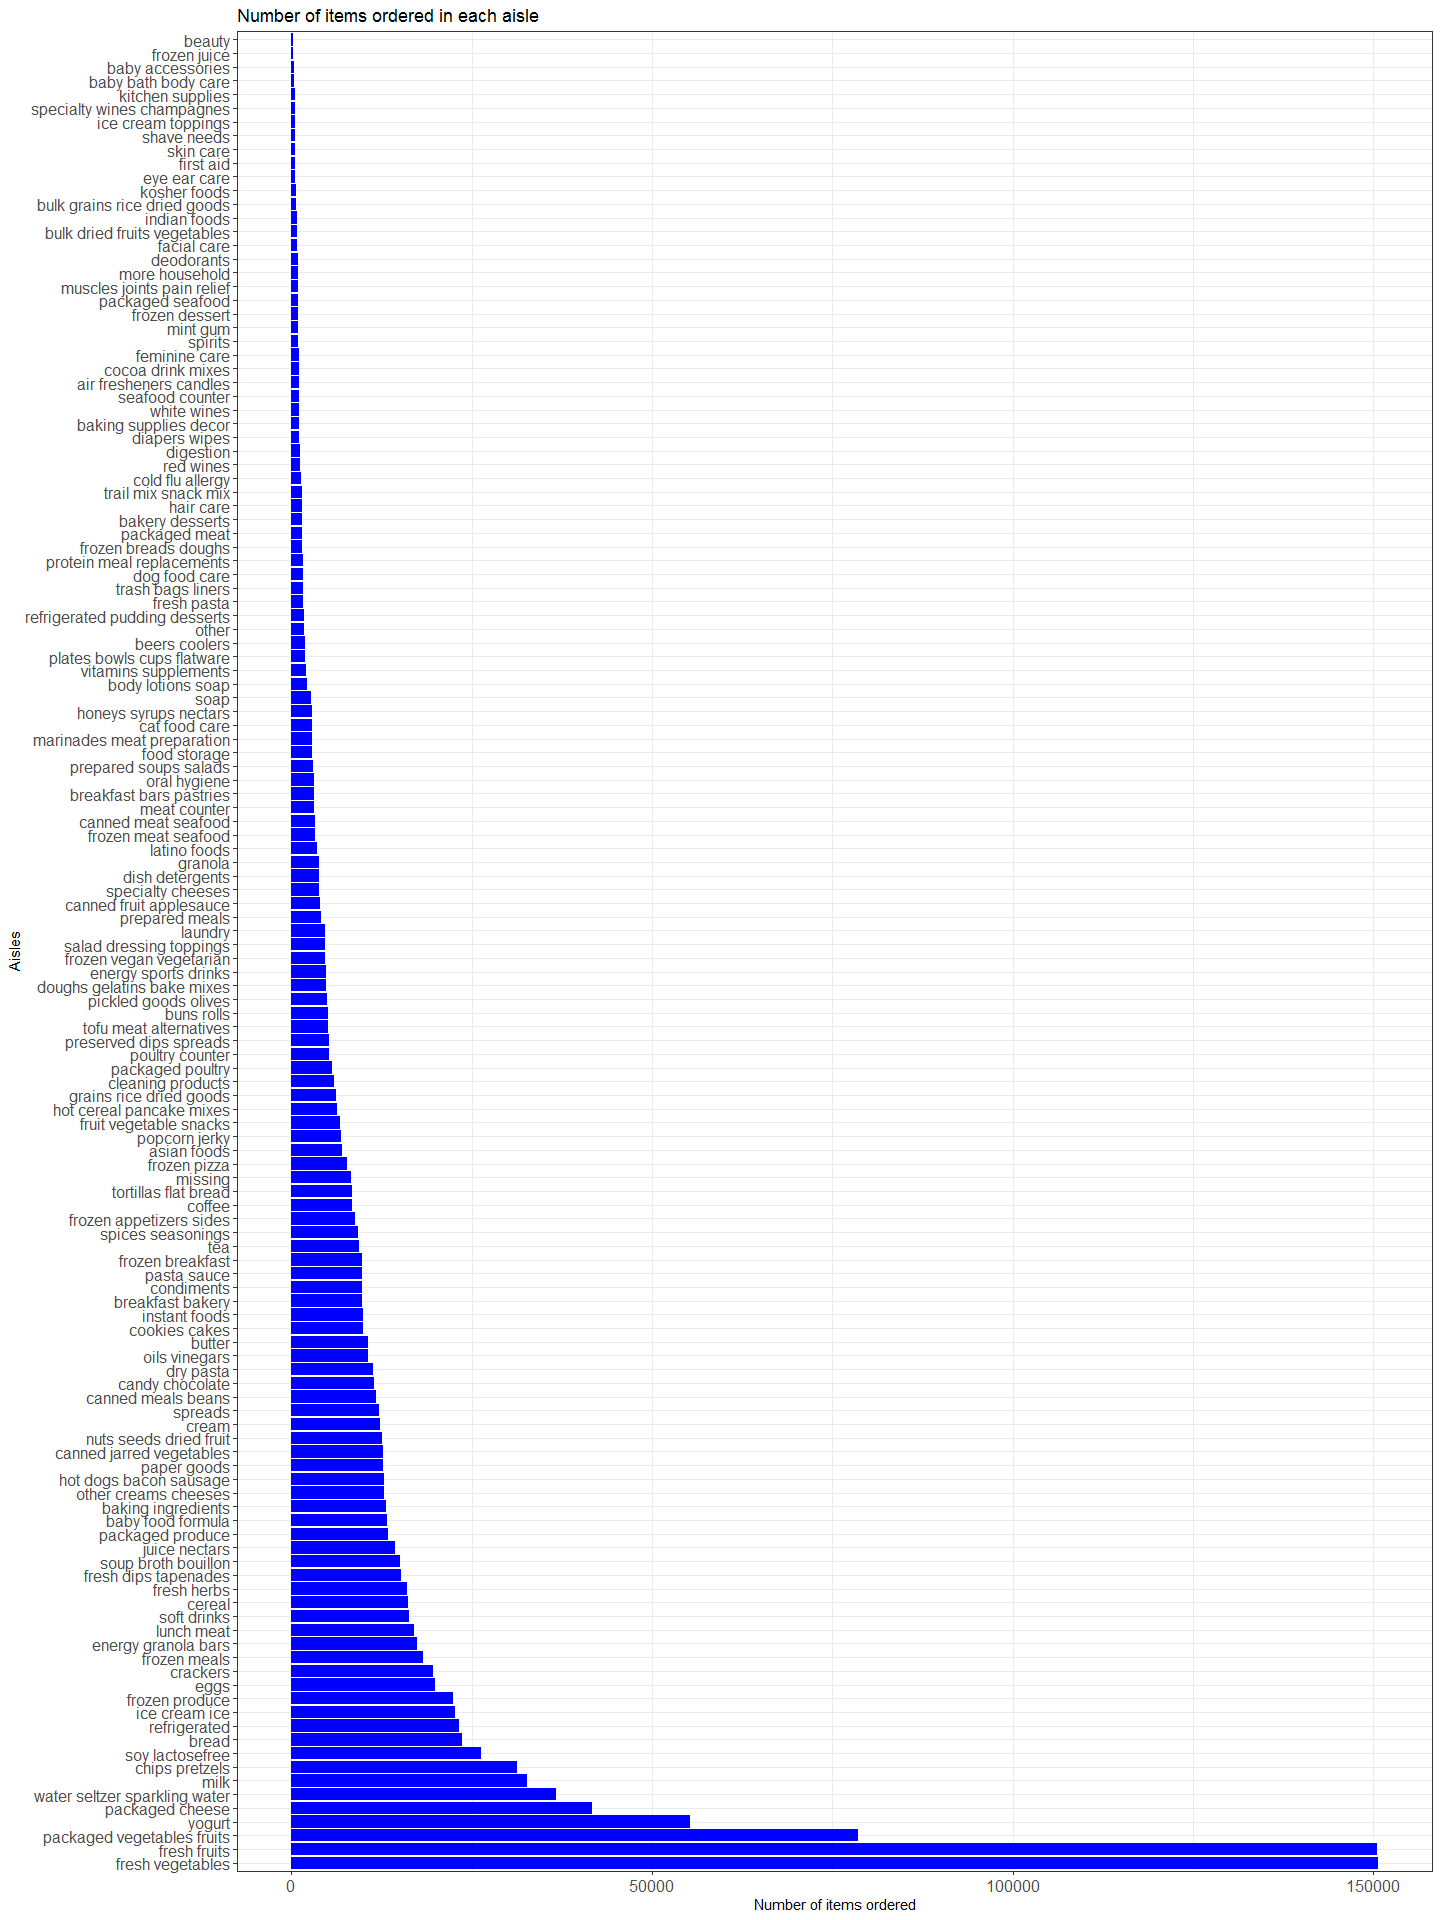 Number of items ordered in each aisle
beauty
frozen juice
baby accessories
baby bath body care
kitchen supplies
specialty wines champagnes
ice cream toppings
shave needs
skin care
first aid
eye ear care
kosher foods
bulk grains rice dried goods
indian foods
bulk dried fruits vegetables
facial care
deodorants
more household
muscles joints pain relief
packaged seafood
frozen dessert
mint gum
spirits
feminine care
cocoa drink mixes
air fresheners candles
seafood counter
white wines
baking supplies decor
diapers wipes
digestion
red wines
cold flu allergy
trail mix snack mix
hair care
bakery desserts
packaged meat
frozen breads doughs
protein meal replacements
dog food care
trash bags liners
fresh pasta
refrigerated pudding desserts
other
beers coolers
plates bowls cups flatware
vitamins supplements
body lotions soap
soap
honeys syrups nectars
cat food care
marinades meat preparation
food storage
prepared soups salads
oral hygiene
breakfast bars pastries
meat counter
canned meat seafood
frozen meat seafood
latino foods
granola
dish detergents
specialty cheeses
canned fruit applesauce
prepared meals
laundry
salad dressing toppings
frozen vegan vegetarian
energy sports drinks
doughs gelatins bake mixes
pickled goods olives
buns rolls
tofu meat alternatives
preserved dips spreads
poultry counter
packaged poultry
cleaning products
grains rice dried goods
hot cereal pancake mixes
fruit vegetable snacks
popcorn jerky
asian foods
frozen pizza
missing
tortillas flat bread
coffee
frozen appetizers sides
spices seasonings
tea
frozen breakfast
pasta sauce
condiments
breakfast bakery
instant foods
cookies cakes
butter
oils vinegars
dry pasta
candy chocolate
canned meals beans
spreads
cream
nuts seeds dried fruit
canned jarred vegetables
paper goods
hot dogs bacon sausage
other creams cheeses
baking ingredients
baby food formula
packaged produce
juice nectars
soup broth bouillon
fresh dips tapenades
fresh herbs
cereal
soft drinks
lunch meat
energy granola bars
frozen meals
crackers
eggs
frozen produce
ice cream ice
refrigerated
bread
soy lactosefree
chips pretzels
milk
water seltzer sparkling water
packaged cheese
yogurt
packaged vegetables fruits
fresh fruits
fresh vegetables
Aisles
0 50000 100000 150000
Number of items ordered